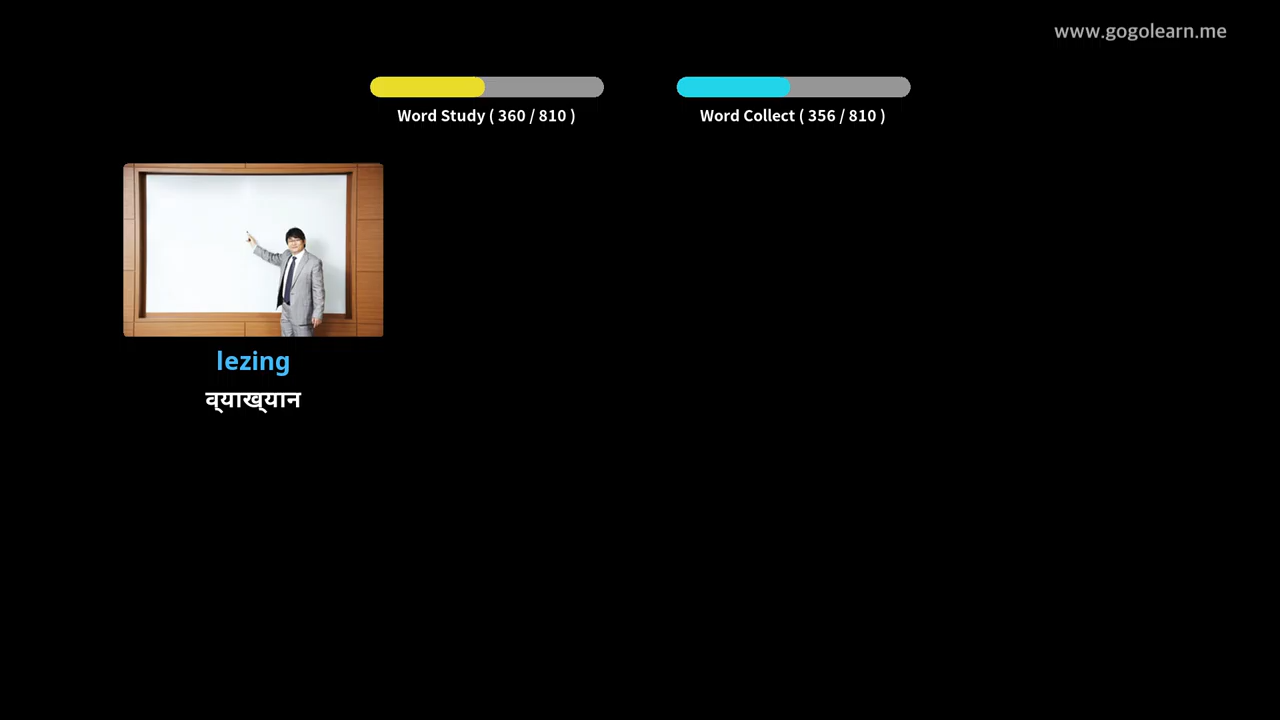 www.gogolearn.me
Word Study ( 360 / 810 )
Word Collect ( 356 / 810 )
lezing
व्याख्यान